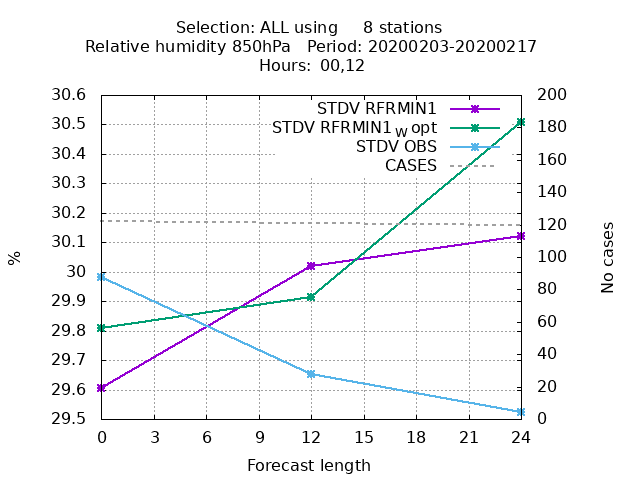 Selection: ALL using     8 stations
Relative humidity 850hPa   Period: 20200203-20200217
Hours: 00,12
STDV RFRMIN1
STDV RFRMIN1_W opt
STDV OBS
CASES
30.6
30.5
30.4
30.3
30.2
30.1
30
29.9
29.8
29.7
29.6
29.5
%
200
180
160
140
120
100
80
60
40
20
0
No cases
0 3 6 9 12 15 18 21 24
Forecast length